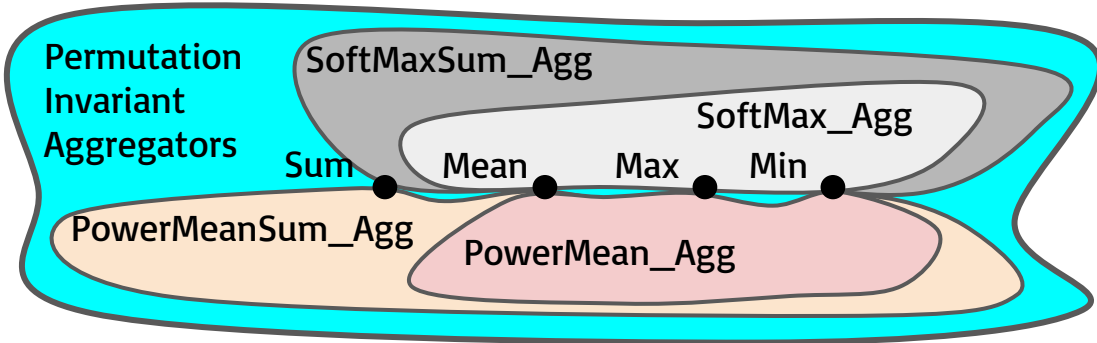 Permutation
Invariant
Aggregators
SoftMaxSum_Agg
SoftMax_Agg
Sum
Mean
Max
Min
PowerMeanSum_Agg
PowerMean_Agg